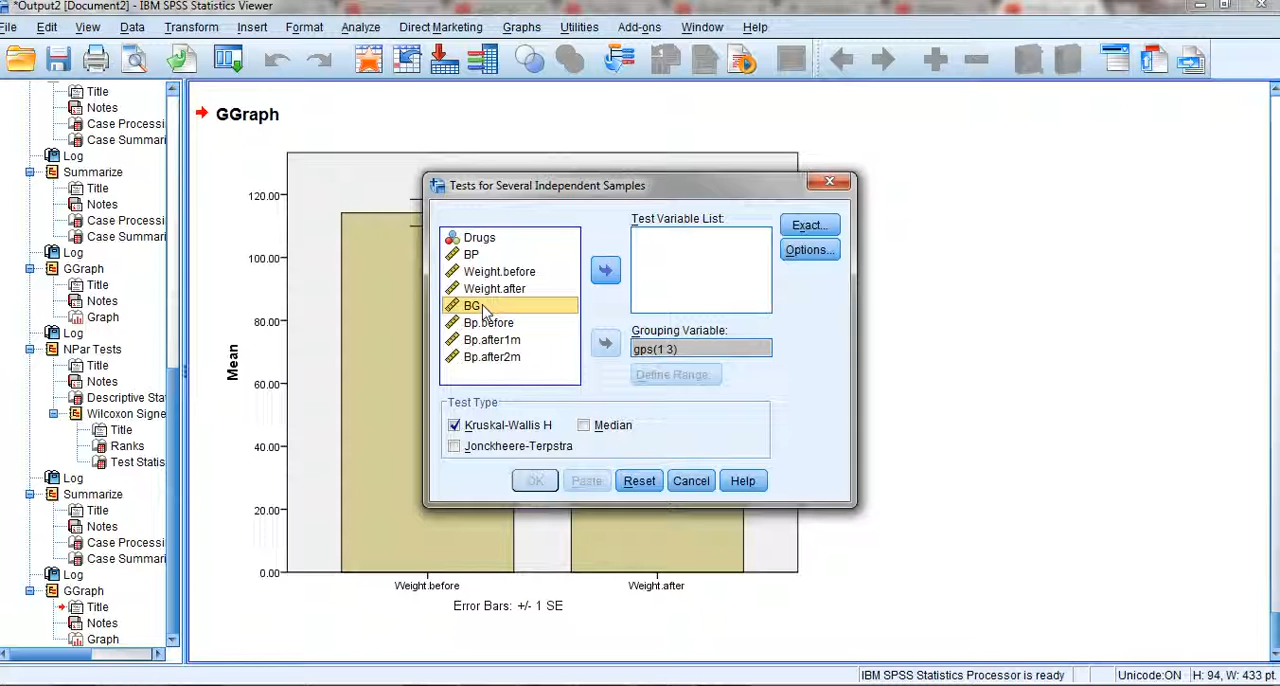 *Output2 [Document2] - IBM SPSS Statistics Viewer
File Edit View Data Transform Insert Format Analyze Direct Marketing Graphs Utilities Add-ons Window Help
Title
Notes
Case Processi
Case Summari
Log
Summarize
Title
Notes
Case Processi
Case Summari
Log
GGraph
Title
Notes
Graph
Log
NPar Tests
Title
Notes
Descriptive Sta
Wilcoxon Signe
Title
Ranks
Test Statis
Log
Summarize
Title
Notes
Case Processi
Case Summari
Log
GGraph
Title
Notes
Graph
GGraph
120.00
100.00
80.00
60.00
40.00
20.00
0.00
Mean
Weight.before Weight.after
Error Bars: +/- 1 SE
Tests for Several Independent Samples
Drugs
BP
Weight.before
Weight.after
BG
Bp.before
Bp.after1m
Bp.after2m
Test Variable List:
Exact...
Options...
Grouping Variable:
gps(1 3)
Define Range...
Test Type
Kruskal-Wallis H Median
Jonckheere-Terpstra
OK Paste Reset Cancel Help
IBM SPSS Statistics Processor is ready Unicode:ON H: 94, W: 433 pt.